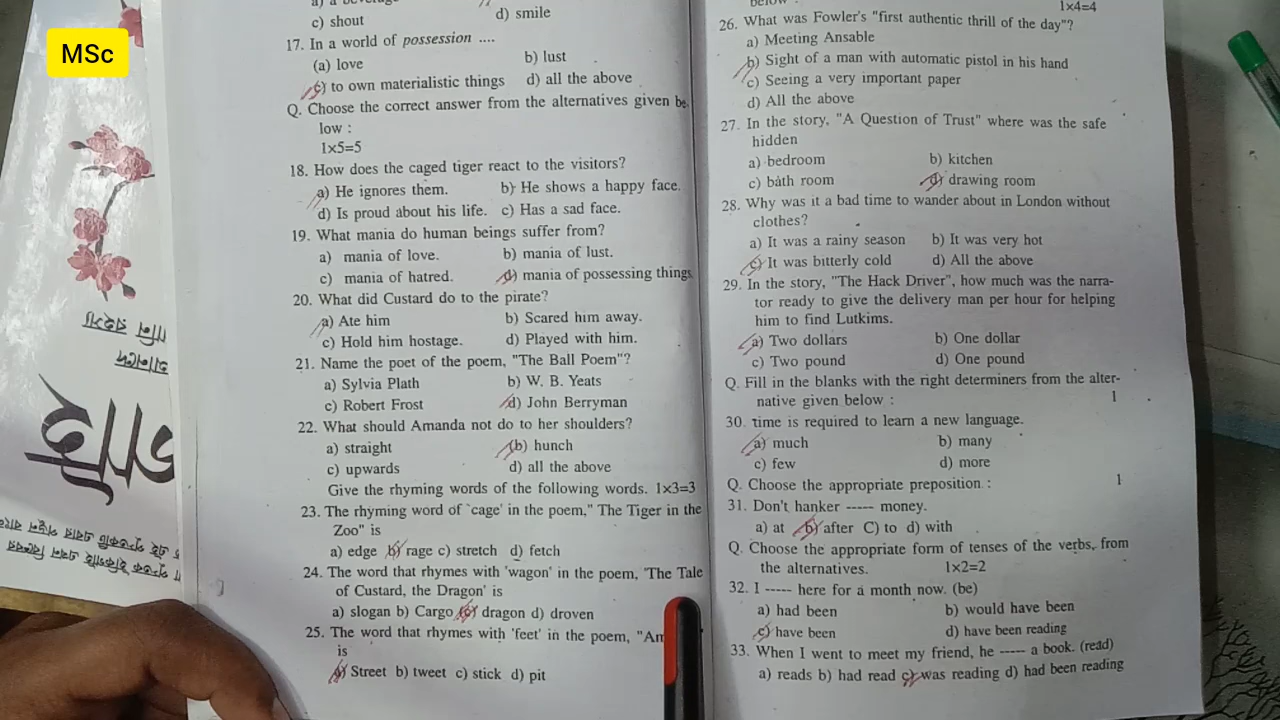 MSc
c) shout d) smile
17. In a world of possession ....
(a) love b) lust
c) to own materialistic things d) all the above
Q. Choose the correct answer from the alternatives given be
low :
1×5=5
18. How does the caged tiger react to the visitors?
a) He ignores them. b) He shows a happy face.
d) Is proud about his life. c) Has a sad face.
19. What mania do human beings suffer from?
a) mania of love. b) mania of lust.
c) mania of hatred. d) mania of possessing things
20. What did Custard do to the pirate?
a) Ate him b) Scared him away.
c) Hold him hostage. d) Played with him.
21. Name the poet of the poem, "The Ball Poem"?
a) Sylvia Plath b) W. B. Yeats
c) Robert Frost d) John Berryman
22. What should Amanda not do to her shoulders?
a) straight (b) hunch
c) upwards d) all the above
Give the rhyming words of the following words. 1×3=3
23. The rhyming word of `cage' in the poem," The Tiger in the
Zoo" is
a) edge b) rage c) stretch d) fetch
24. The word that rhymes with 'wagon' in the poem, 'The Tale
of Custard, the Dragon' is
a) slogan b) Cargo (c) dragon d) droven
25. The word that rhymes with 'feet' in the poem,
is
a) Street b) tweet c) stick d) pit
1×4=4
26. What was Fowler's "first authentic thrill of the day"?
a) Meeting Ansable
b) Sight of a man with automatic pistol in his hand
c) Seeing a very important paper
d) All the above
27. In the story, "A Question of Trust" where was the safe
hidden
a) bedroom b) kitchen
c) bath room d) drawing room
28. Why was it a bad time to wander about in London without
clothes?
a) It was a rainy season b) It was very hot
c) It was bitterly cold d) All the above
29. In the story, "The Hack Driver", how much was the narra-
tor ready to give the delivery man per hour for helping
him to find Lutkims.
a) Two dollars b) One dollar
c) Two pound d) One pound
Q. Fill in the blanks with the right determiners from the alter-
native given below : 1
30. time is required to learn a new language.
a) much b) many
c) few d) more
Q. Choose the appropriate preposition : 1
31. Don't hanker ----- money.
a) at b) after C) to d) with
Q. Choose the appropriate form of tenses of the verbs, from
the alternatives. 1×2=2
32. I ----- here for a month now. (be)
a) had been b) would have been
c) have been d) have been reading
33. When I went to meet my friend, he ----- a book. (read)
a) reads b) had read c) was reading d) had been reading